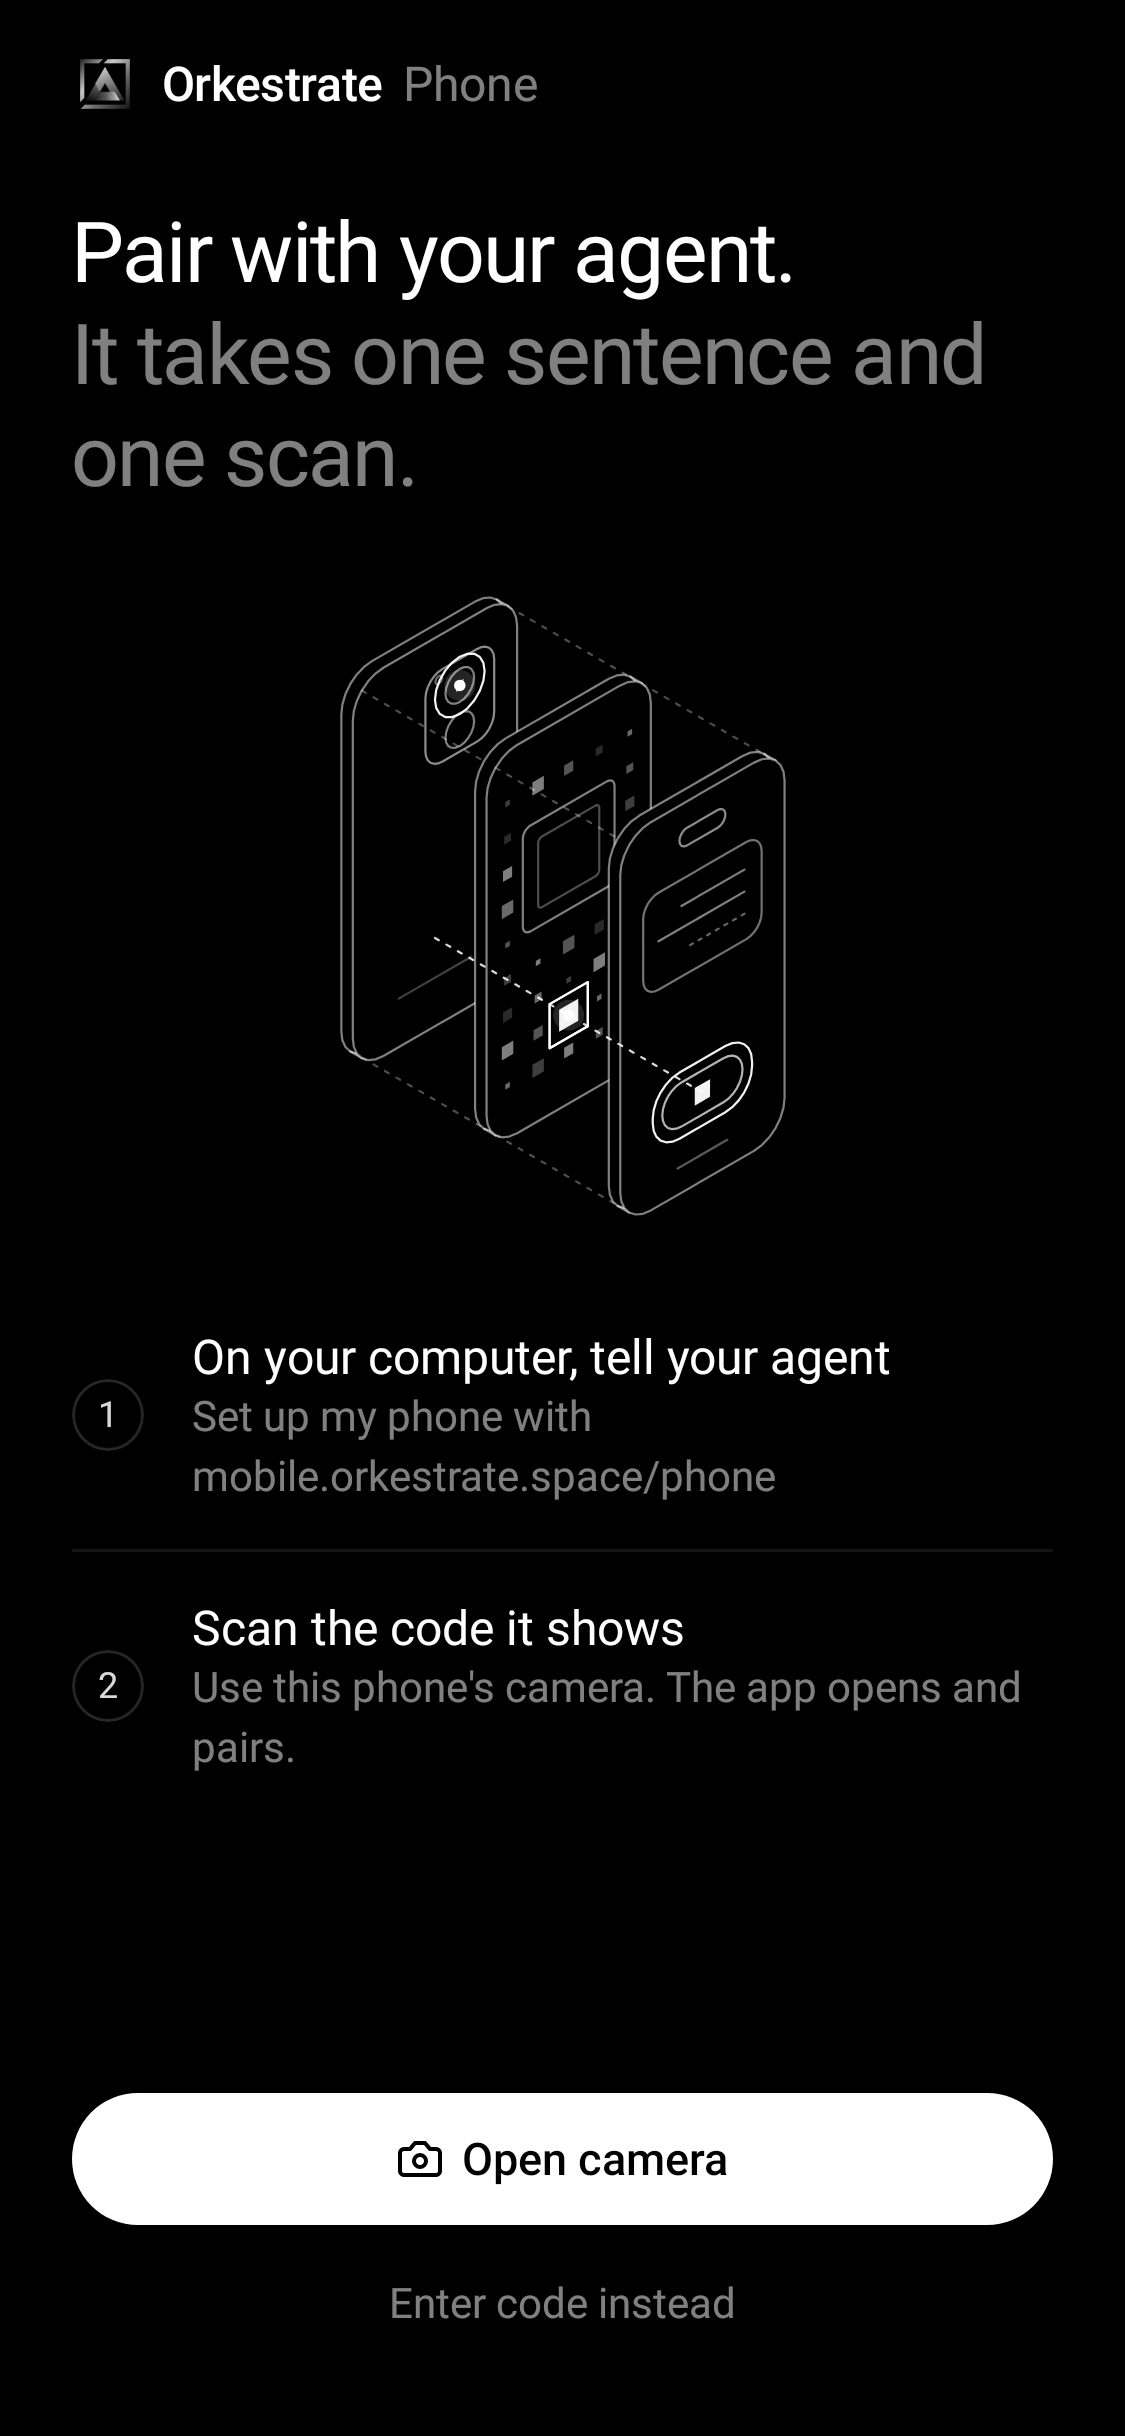 Orkestrate Phone
Pair with your agent.
It takes one sentence and
one scan.
On your computer, tell your agent
1
Set up my phone with
mobile.orkestrate.space/phone
Scan the code it shows
2
Use this phone's camera. The app opens and
pairs.
Open camera
Enter code instead